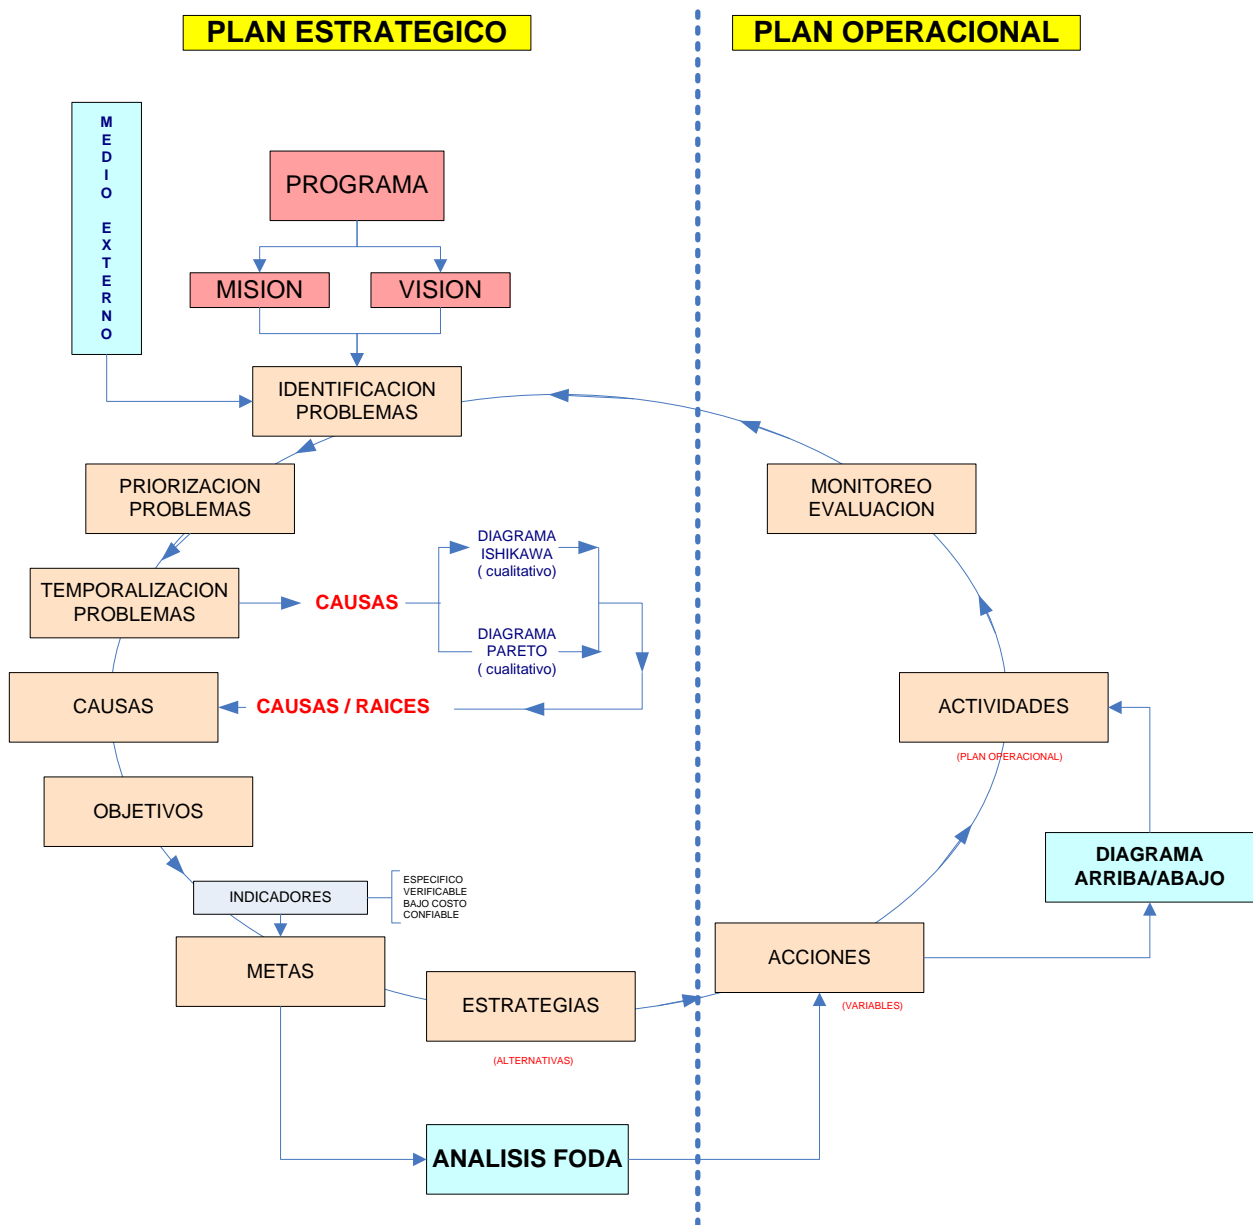 PLAN ESTRATEGICO
PLAN OPERACIONAL
MEDIO EXTERNO
PROGRAMA
MISION
VISION
IDENTIFICACION
PROBLEMAS
PRIORIZACION
PROBLEMAS
MONITOREO
EVALUACION
TEMPORALIZACION
PROBLEMAS
CAUSAS
DIAGRAMA
ISHIKAWA
( cualitativo)
DIAGRAMA
PARETO
( cualitativo)
CAUSAS
CAUSAS / RAICES
ACTIVIDADES
(PLAN OPERACIONAL)
OBJETIVOS
INDICADORES
ESPECIFICO
VERIFICABLE
BAJO COSTO
CONFIABLE
DIAGRAMA
ARRIBA/ABAJO
METAS
ESTRATEGIAS
(ALTERNATIVAS)
ACCIONES
(VARIABLES)
ANALISIS FODA